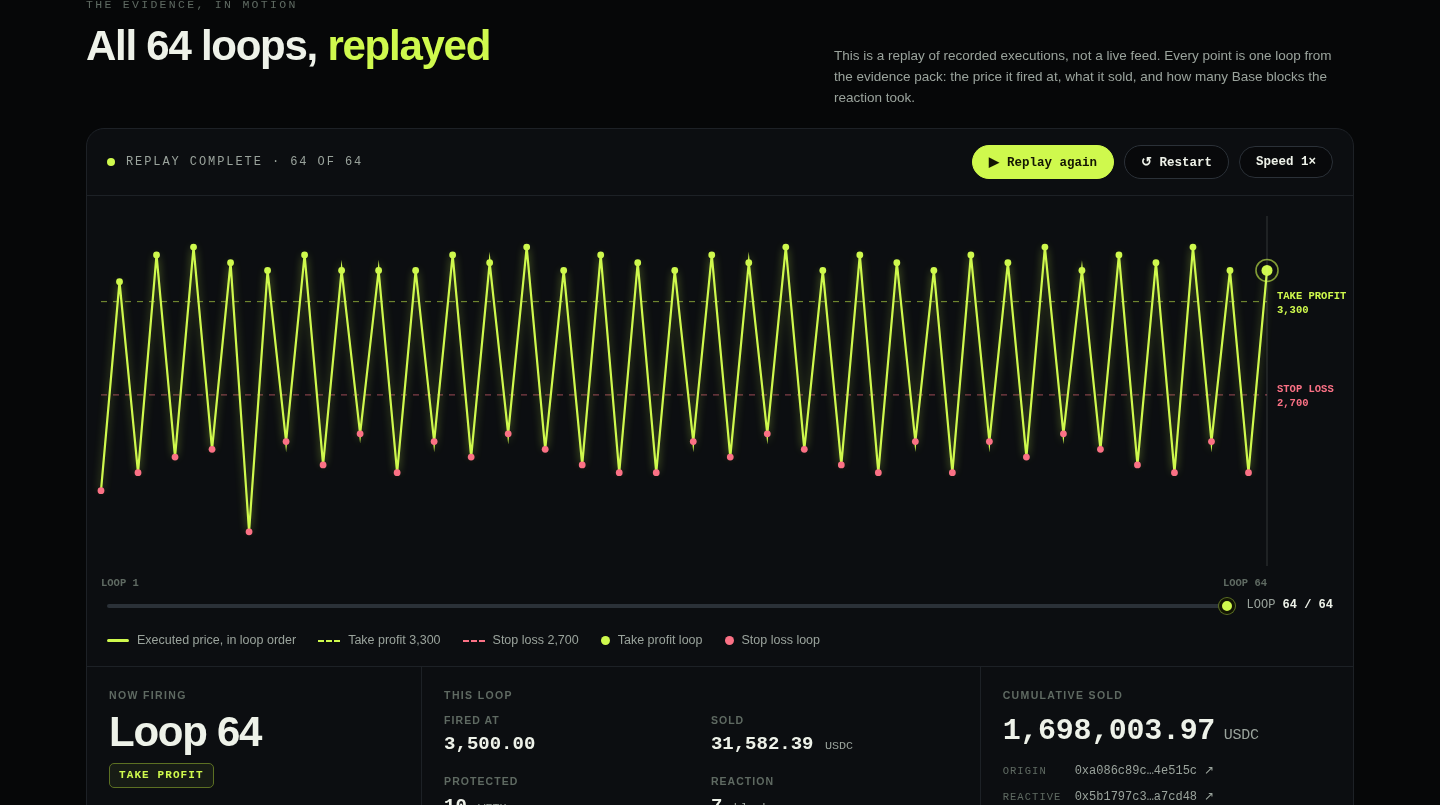 THE EVIDENCE, IN MOTION
All 64 loops, replayed
This is a replay of recorded executions, not a live feed. Every point is one loop from
the evidence pack: the price it fired at, what it sold, and how many Base blocks the
reaction took.
REPLAY COMPLETE · 64 OF 64
▶ Replay again
↺ Restart
Speed 1×
TAKE PROFIT
3,300
STOP LOSS
2,700
LOOP 1
LOOP 64
LOOP 64 / 64
Executed price, in loop order
Take profit 3,300
Stop loss 2,700
Take profit loop
Stop loss loop
NOW FIRING
Loop 64
TAKE PROFIT
THIS LOOP
FIRED AT
3,500.00
SOLD
31,582.39 USDC
PROTECTED
10
REACTION
7
CUMULATIVE SOLD
1,698,003.97 USDC
ORIGIN 0xa086c89c…4e515c ↗
REACTIVE 0x5b1797c3…a7cd48 ↗